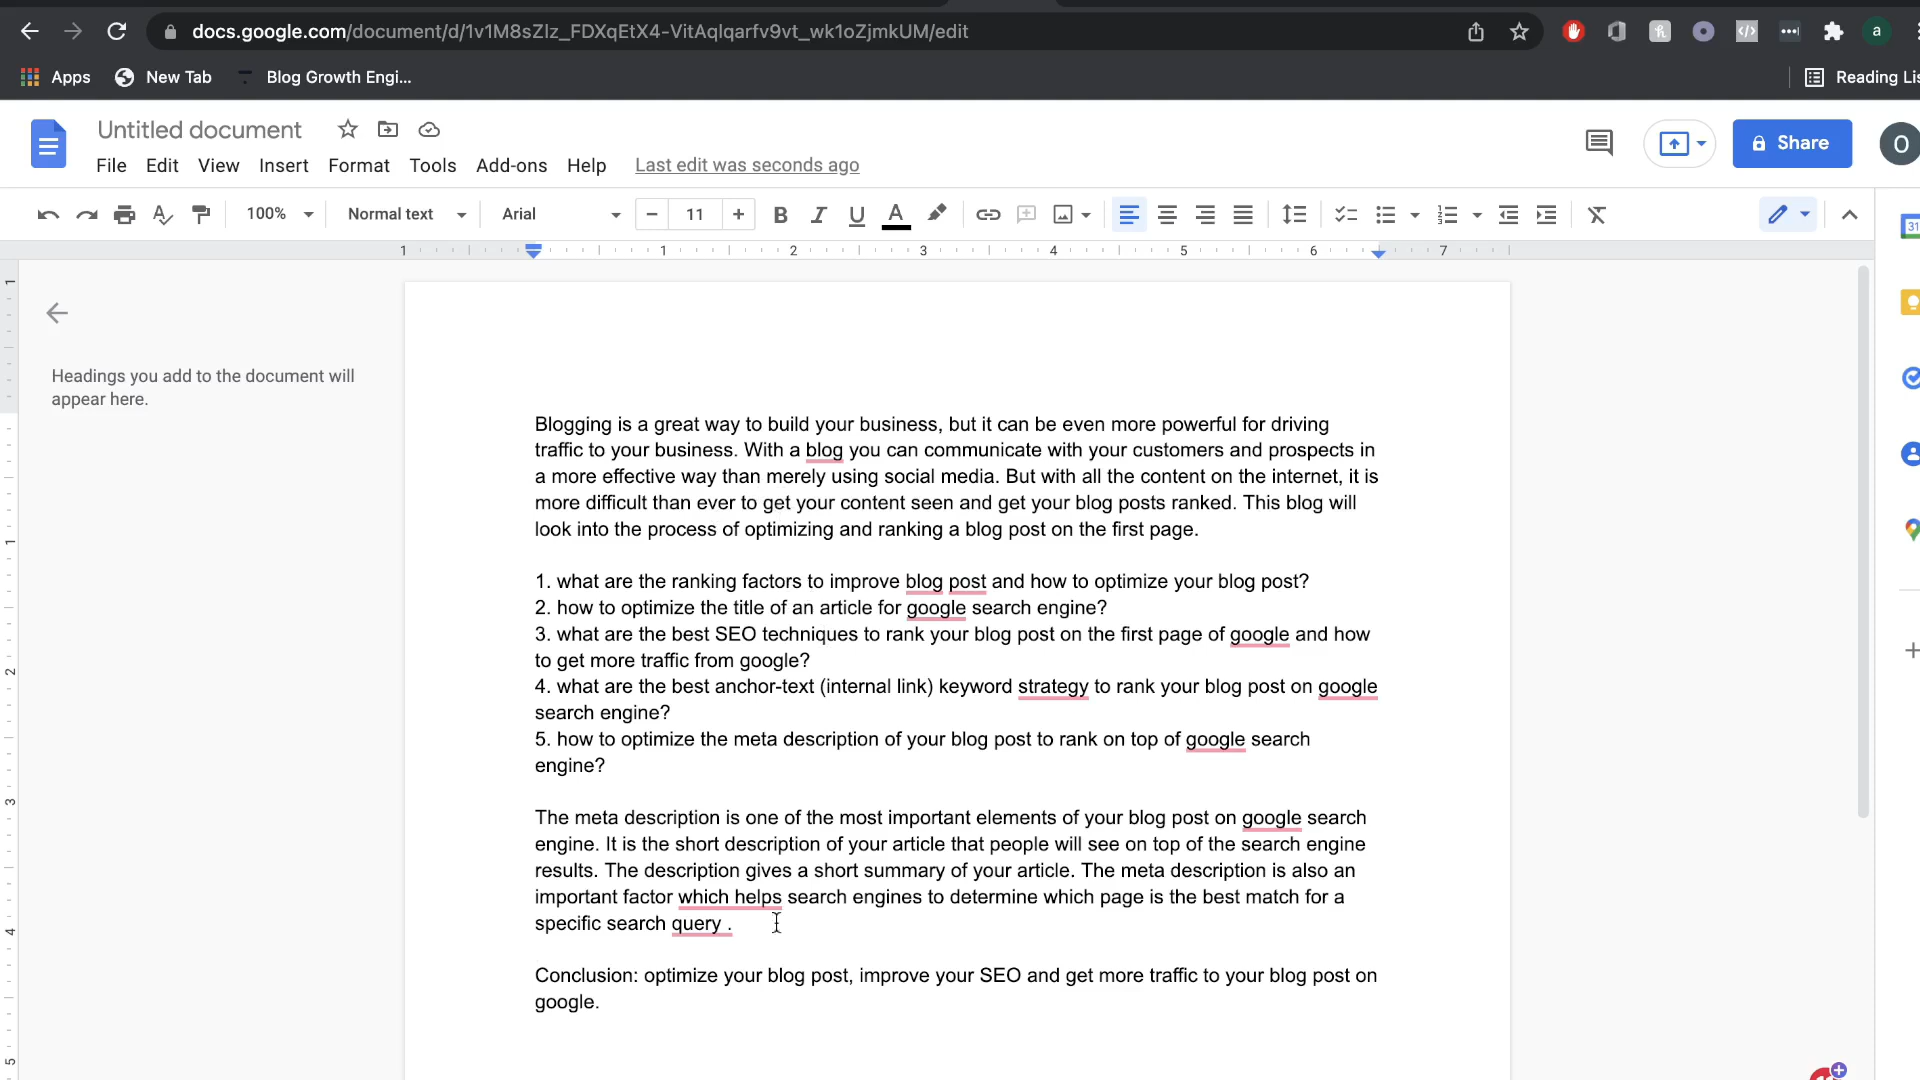 docs.google.com/document/d/1v1M8sZlz_FDXqEtX4-VitAqlqarfv9vt_wk1oZjmkUM/edit
a
Apps New Tab Blog Growth Engi... Reading Lis
Untitled document
File Edit View Insert Format Tools Add-ons Help Last edit was seconds ago
Share
O
100% Normal text Arial − 11 + B I U A
31
1 1 2 3 4 5 6 7
Headings you add to the document will
appear here.
Blogging is a great way to build your business, but it can be even more powerful for driving
traffic to your business. With a blog you can communicate with your customers and prospects in
a more effective way than merely using social media. But with all the content on the internet, it is
more difficult than ever to get your content seen and get your blog posts ranked. This blog will
look into the process of optimizing and ranking a blog post on the first page.
1. what are the ranking factors to improve blog post and how to optimize your blog post?
2. how to optimize the title of an article for google search engine?
3. what are the best SEO techniques to rank your blog post on the first page of google and how
to get more traffic from google?
4. what are the best anchor-text (internal link) keyword strategy to rank your blog post on google
search engine?
5. how to optimize the meta description of your blog post to rank on top of google search
engine?
The meta description is one of the most important elements of your blog post on google search
engine. It is the short description of your article that people will see on top of the search engine
results. The description gives a short summary of your article. The meta description is also an
important factor which helps search engines to determine which page is the best match for a
specific search query .
Conclusion: optimize your blog post, improve your SEO and get more traffic to your blog post on
google.
1
1
2
3
4
5